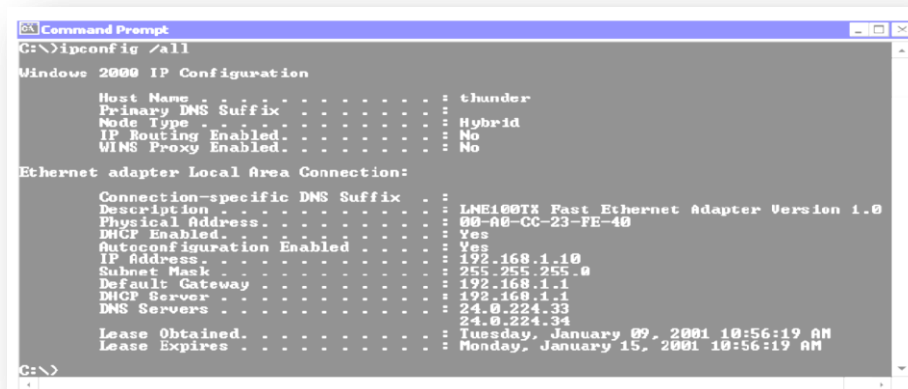 Command Prompt
C:\>ipconfig /all
Windows 2000 IP Configuration
Host Name . . . . . . . . . . . . : thunder
Primary DNS Suffix . . . . . . . :
Node Type . . . . . . . . . . . . : Hybrid
IP Routing Enabled. . . . . . . . : No
WINS Proxy Enabled. . . . . . . . : No
Ethernet adapter Local Area Connection:
Connection-specific DNS Suffix . :
Description . . . . . . . . . . . : LNE100TX Fast Ethernet Adapter Version 1.0
Physical Address. . . . . . . . . : 00-A0-CC-23-FE-40
DHCP Enabled. . . . . . . . . . . : Yes
Autoconfiguration Enabled . . . . : Yes
IP Address. . . . . . . . . . . . : 192.168.1.10
Subnet Mask . . . . . . . . . . . : 255.255.255.0
Default Gateway . . . . . . . . . : 192.168.1.1
DHCP Server . . . . . . . . . . . : 192.168.1.1
DNS Servers . . . . . . . . . . . : 24.0.224.33
24.0.224.34
Lease Obtained. . . . . . . . . . : Tuesday, January 09, 2001 10:56:19 AM
Lease Expires . . . . . . . . . . : Monday, January 15, 2001 10:56:19 AM
C:\>